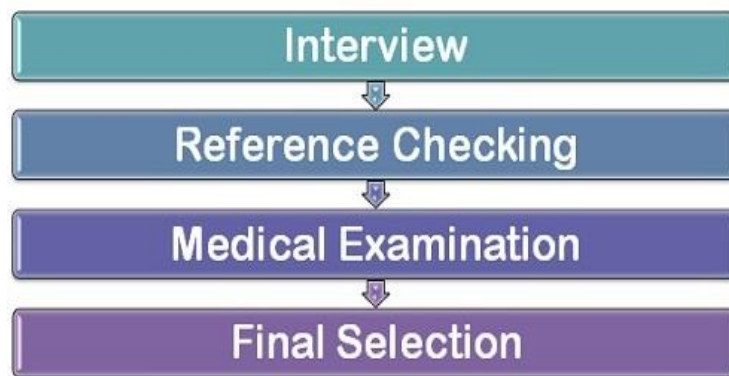 Interview
Reference Checking
Medical Examination
Final Selection